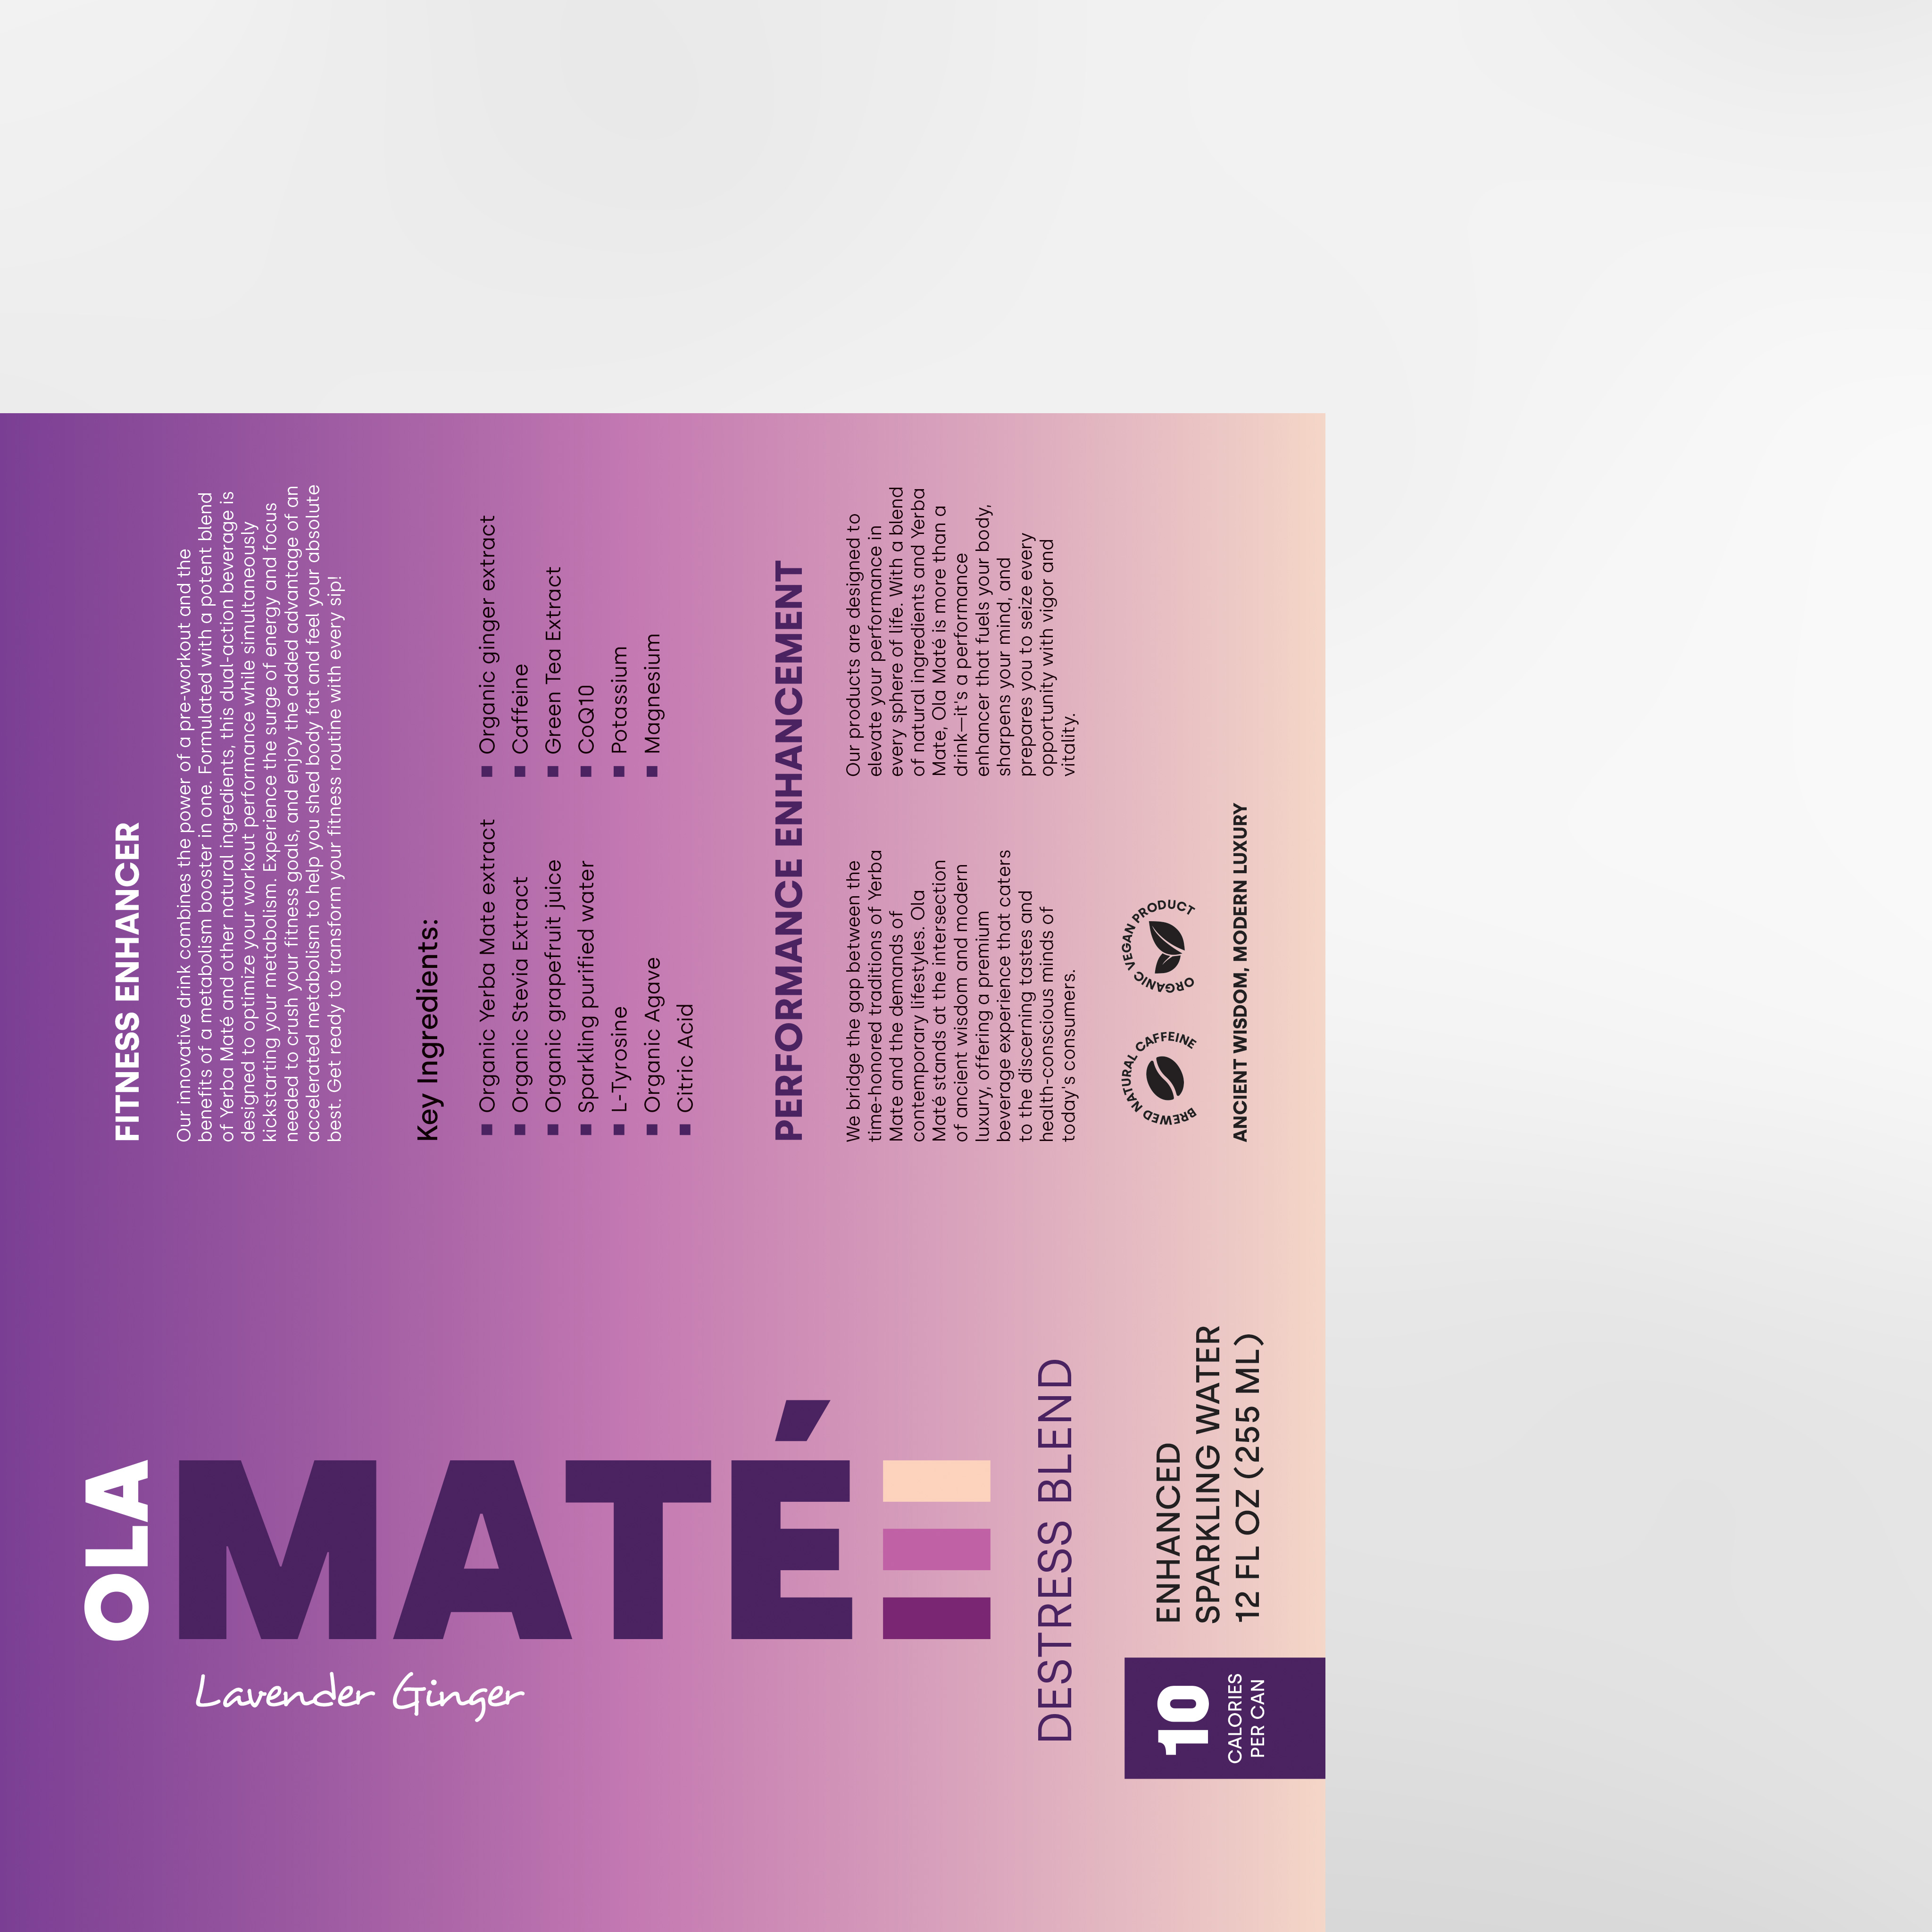 OLA
MATÉ
Lavender Ginger
DESTRESS BLEND
10
CALORIES
PER CAN
ENHANCED
SPARKLING WATER
12 FL OZ (255 ML)
FITNESS ENHANCER
Our innovative drink combines the power of a pre-workout and the
benefits of a metabolism booster in one. Formulated with a potent blend
of Yerba Maté and other natural ingredients, this dual-action beverage is
designed to optimize your workout performance while simultaneously
kickstarting your metabolism. Experience the surge of energy and focus
needed to crush your fitness goals, and enjoy the added advantage of an
accelerated metabolism to help you shed body fat and feel your absolute
best. Get ready to transform your fitness routine with every sip!
Key Ingredients:
Organic Yerba Mate extract
Organic Stevia Extract
Organic grapefruit juice
Sparkling purified water
L-Tyrosine
Organic Agave
Citric Acid
Organic ginger extract
Caffeine
Green Tea Extract
CoQ10
Potassium
Magnesium
PERFORMANCE ENHANCEMENT
We bridge the gap between the
time-honored traditions of Yerba
Mate and the demands of
contemporary lifestyles. Ola
Maté stands at the intersection
of ancient wisdom and modern
luxury, offering a premium
beverage experience that caters
to the discerning tastes and
health-conscious minds of
today's consumers.
Our products are designed to
elevate your performance in
every sphere of life. With a blend
of natural ingredients and Yerba
Mate, Ola Maté is more than a
drink—it's a performance
enhancer that fuels your body,
sharpens your mind, and
prepares you to seize every
opportunity with vigor and
vitality.
BREWED NATURAL CAFFEINE
ORGANIC VEGAN PRODUCT
ANCIENT WISDOM, MODERN LUXURY